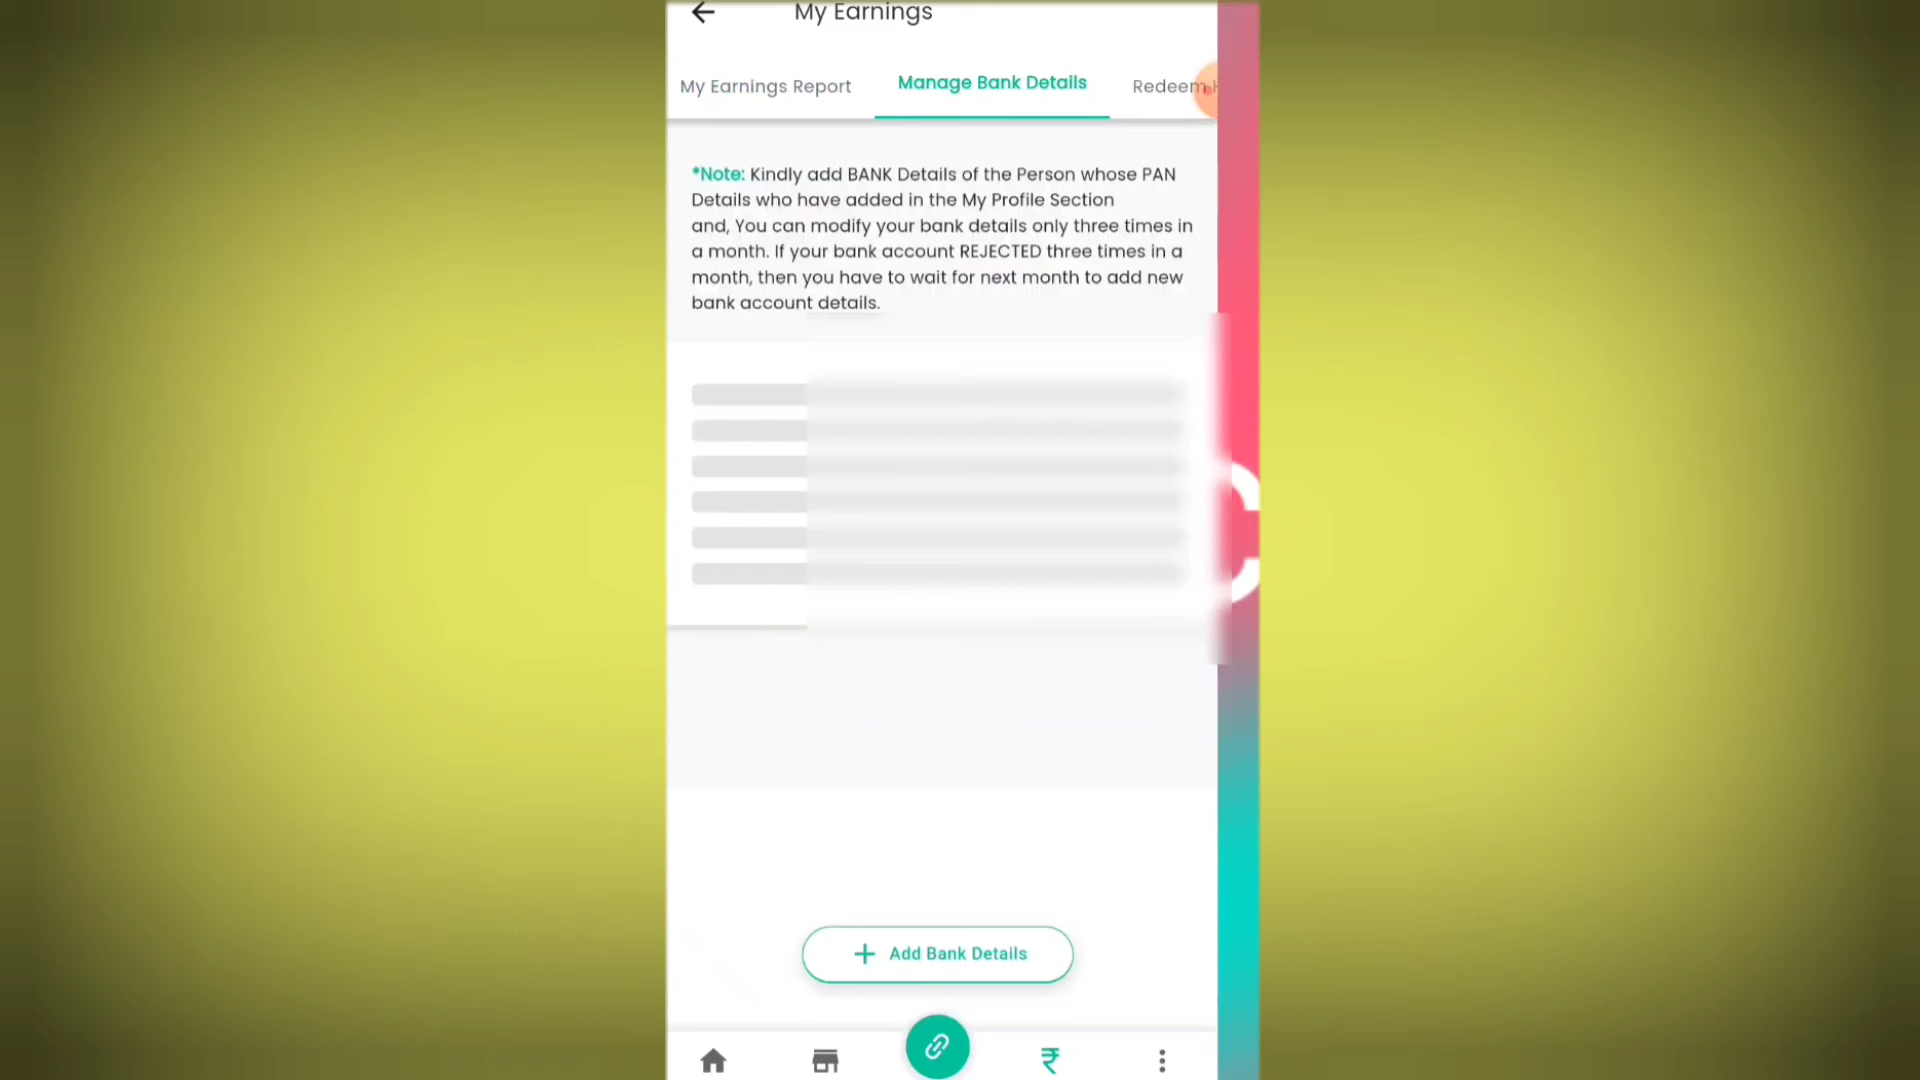 My Earnings
My Earnings Report Manage Bank Details Redeem
*Note: Kindly add BANK Details of the Person whose PAN
Details who have added in the My Profile Section
and, You can modify your bank details only three times in
a month. If your bank account REJECTED three times in a
month, then you have to wait for next month to add new
bank account details.
+ Add Bank Details
₹